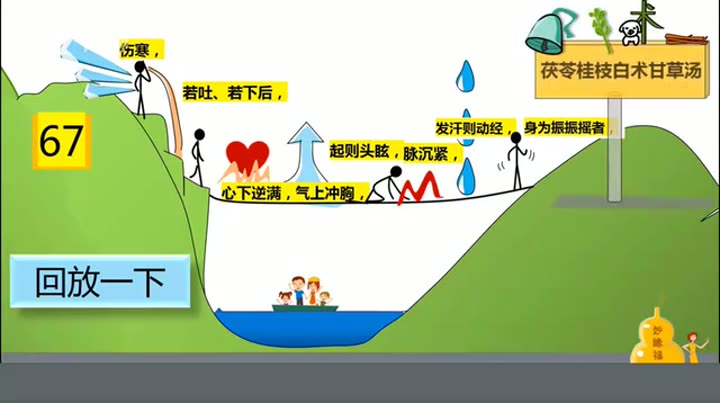 伤寒，
若吐、若下后，
67
心下逆满，气上冲胸，
起则头眩，脉沉紧，
发汗则动经，身为振振摇者，
茯苓桂枝白术甘草汤
术
回放一下
妙缘福